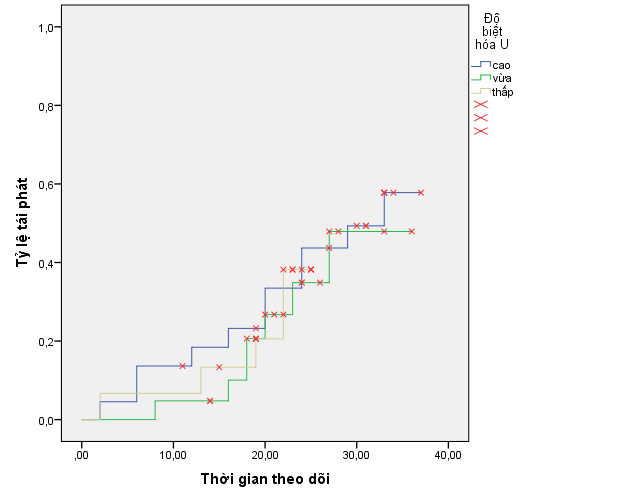 Độ
biệt
hóa U
cao
vừa
thấp
1,0
0,8
0,6
0,4
0,2
0,0
Tỷ lệ tái phát
,00
10,00
20,00
30,00
40,00
Thời gian theo dõi